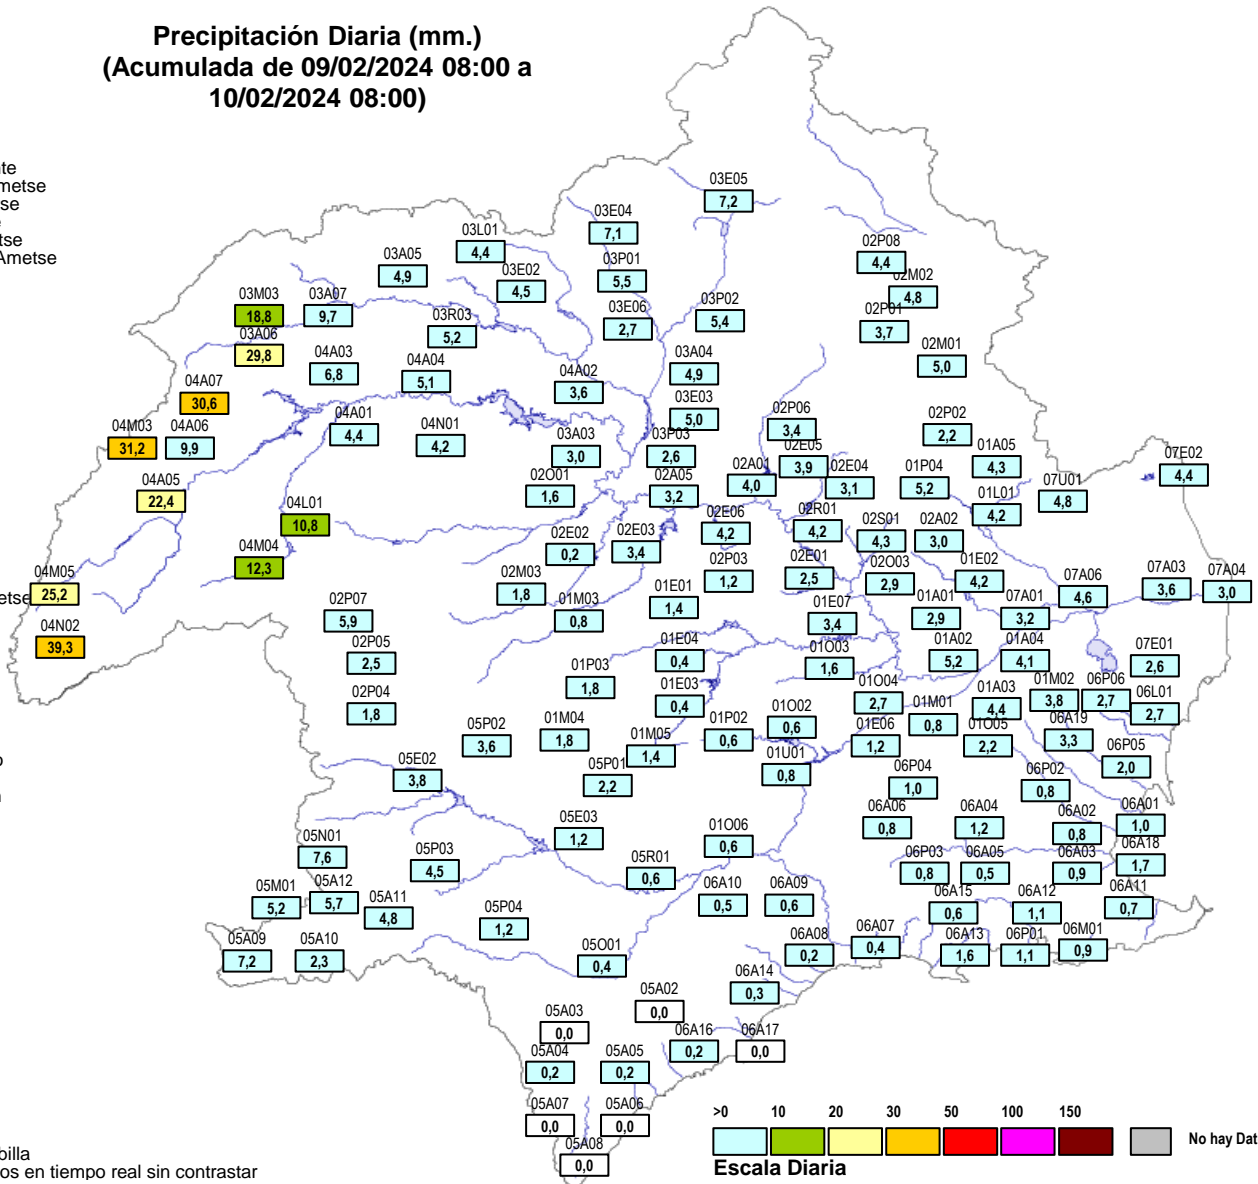 Precipitación Diaria (mm.)
(Acumulada de 09/02/2024 08:00 a
10/02/2024 08:00)
nte
metse
tse
e
tse
Ametse
etse
o
n
billa
os en tiempo real sin contrastar
03E05
7,2
03E04
7,1
03L01
4,4
02P08
4,4
03A05
4,9
03P01
5,5
03E02
4,5
02M02
4,8
03M03
18,8
03A07
9,7
03P02
5,4
03E06
2,7
02P01
3,7
03R03
5,2
03A06
29,8
02M01
5,0
04A03
6,8
04A04
5,1
03A04
4,9
04A02
3,6
04A07
30,6
03E03
5,0
04A01
4,4
02P06
3,4
02P02
2,2
04M03
31,2
04A06
9,9
04N01
4,2
03A03
3,0
03P03
2,6
02E05
3,9
01A05
4,3
07E02
4,4
04A05
22,4
02O01
1,6
02A05
3,2
02A01
4,0
02E04
3,1
01P04
5,2
07U01
4,8
04L01
10,8
01L01
4,2
02E06
4,2
02R01
4,2
02S01
4,3
02A02
3,0
02E02
0,2
02E03
3,4
04M04
12,3
02P03
1,2
02E01
2,5
02O03
2,9
01E02
4,2
04M05
25,2
02M03
1,8
07A06
4,6
07A03
3,6
07A04
3,0
01E01
1,4
02P07
5,9
01M03
0,8
01E07
3,4
01A01
2,9
07A01
3,2
04N02
39,3
02P05
2,5
01E04
0,4
01O03
1,6
01A02
5,2
01A04
4,1
07E01
2,6
01P03
1,8
02P04
1,8
01E03
0,4
01O04
2,7
01A03
4,4
01M02
3,8
06P06
2,7
06L01
2,7
05P02
3,6
01M04
1,8
01P02
0,6
01O02
0,6
01M01
0,8
01E06
1,2
01O05
2,2
06A19
3,3
01M05
1,4
05E02
3,8
05P01
2,2
01U01
0,8
06P04
1,0
06P02
0,8
06P05
2,0
05E03
1,2
01O06
0,6
06A06
0,8
06A04
1,2
06A02
0,8
06A01
1,0
05N01
7,6
05P03
4,5
05R01
0,6
06P03
0,8
06A05
0,5
06A03
0,9
06A18
1,7
05M01
5,2
05A12
5,7
05A11
4,8
06A10
0,5
06A09
0,6
06A15
0,6
06A12
1,1
06A11
0,7
05P04
1,2
05A09
7,2
05A10
2,3
05O01
0,4
06A08
0,2
06A07
0,4
06A13
1,6
06P01
1,1
06M01
0,9
06A14
0,3
05A02
0,0
05A03
0,0
06A16
0,2
06A17
0,0
05A04
0,2
05A05
0,2
05A07
0,0
05A06
0,0
05A08
0,0
>0 10 20 30 50 100 150
No hay Dat
Escala Diaria